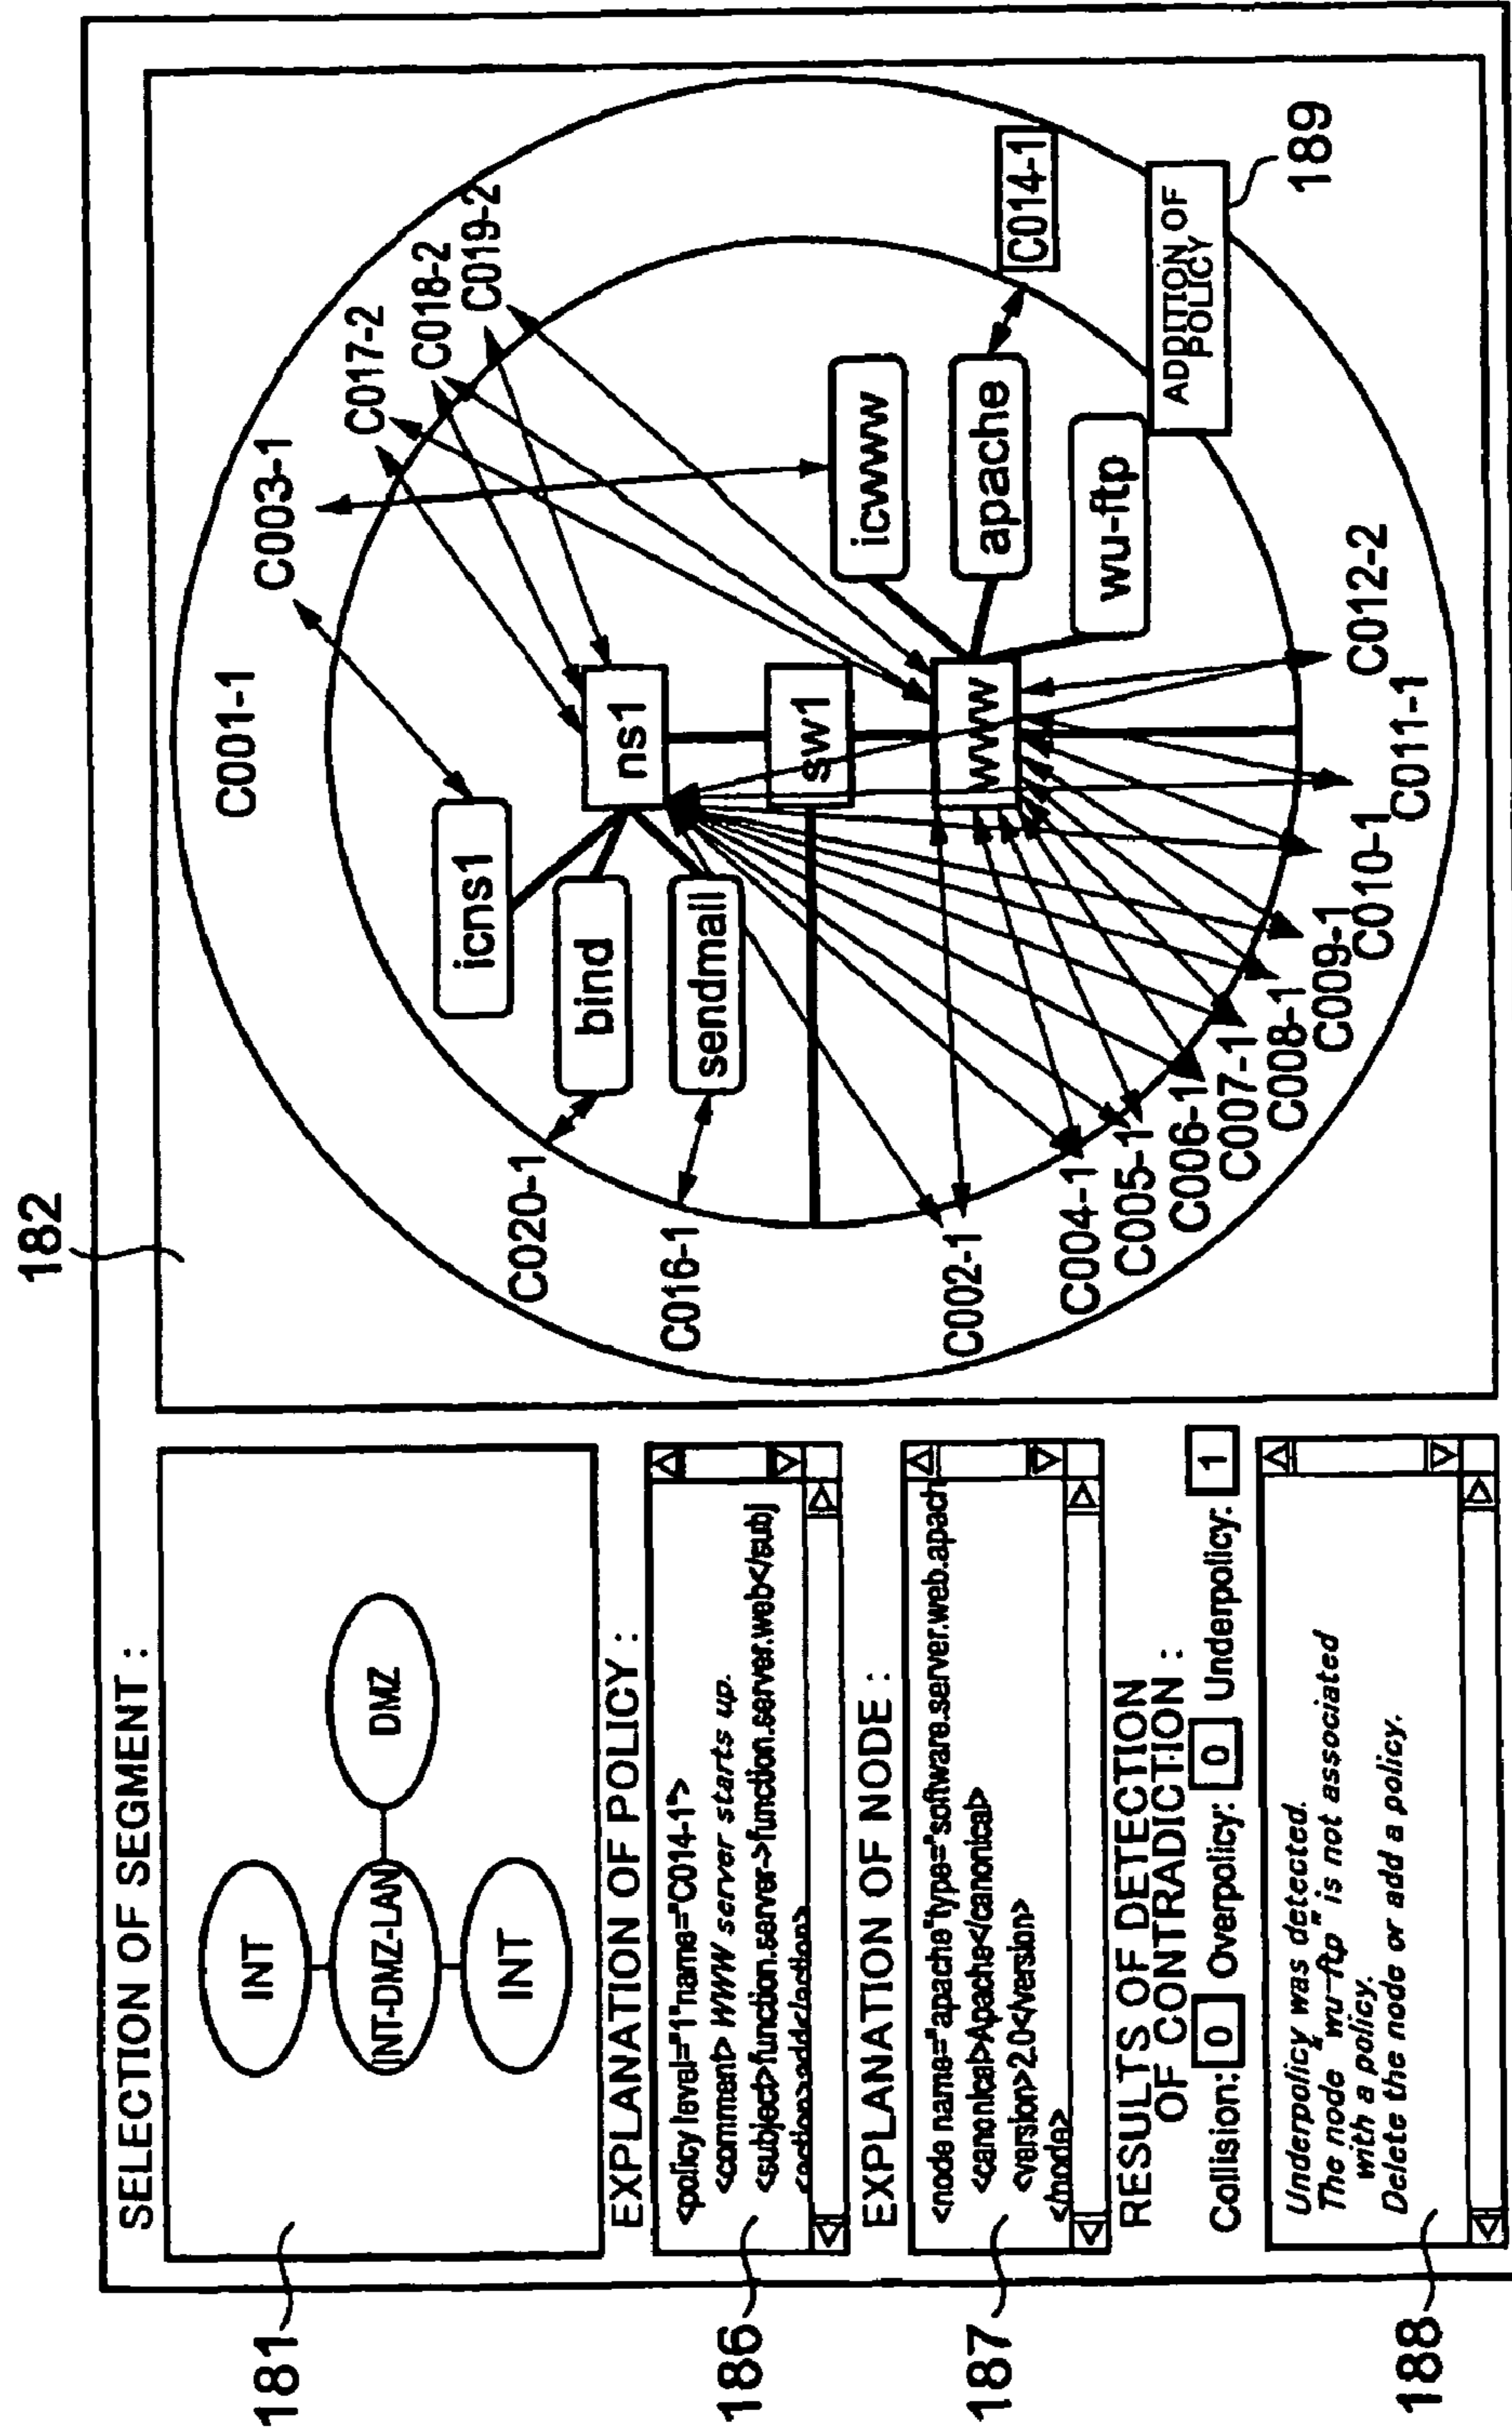 182
SELECTION OF SEGMENT :
INT
INT-DMZ-LAN
DMZ
INT
181
EXPLANATION OF POLICY :
<policy level="1"name="C014-1">
<comment> WWW server starts up.
<subject>function.server->function.server.web</subj
<action>add</action>
186
EXPLANATION OF NODE :
<node name="apache"type="software.server.web.apach
<canonical>Apache</canonical>
<version>2.0</version>
</node>
187
RESULTS OF DETECTION
OF CONTRADICTION :
Collision: 0 Overpolicy: 0 Underpolicy: 1
Underpolicy was detected.
The node "wu-ftp" is not associated
with a policy.
Delete the node or add a policy.
188
C001-1
C003-1
C017-2
C018-2
C019-2
icns1
bind
sendmail
ns1
sw1
www
icwww
apache
wu-ftp
C014-1
ADDITION OF
POLICY
189
C020-1
C016-1
C002-1
C004-1
C005-1
C006-1
C007-1
C008-1
C009-1
C010-1
C011-1
C012-2